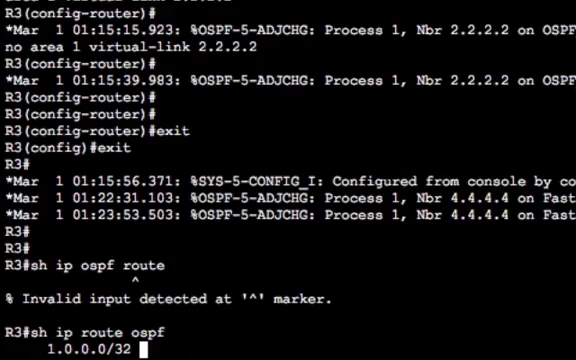 R3(config-router)#
*Mar  1 01:15:15.923: %OSPF-5-ADJCHG: Process 1, Nbr 2.2.2.2 on OSPF
no area 1 virtual-link 2.2.2.2
R3(config-router)#
*Mar  1 01:15:39.983: %OSPF-5-ADJCHG: Process 1, Nbr 2.2.2.2 on OSPF
R3(config-router)#
R3(config-router)#
R3(config-router)#exit
R3(config)#exit
R3#
*Mar  1 01:15:56.371: %SYS-5-CONFIG_I: Configured from console by co
*Mar  1 01:22:31.103: %OSPF-5-ADJCHG: Process 1, Nbr 4.4.4.4 on Fast
*Mar  1 01:23:53.503: %OSPF-5-ADJCHG: Process 1, Nbr 4.4.4.4 on Fast
R3#
R3#
R3#sh ip ospf route
^
% Invalid input detected at '^' marker.
R3#sh ip route ospf
1.0.0.0/32